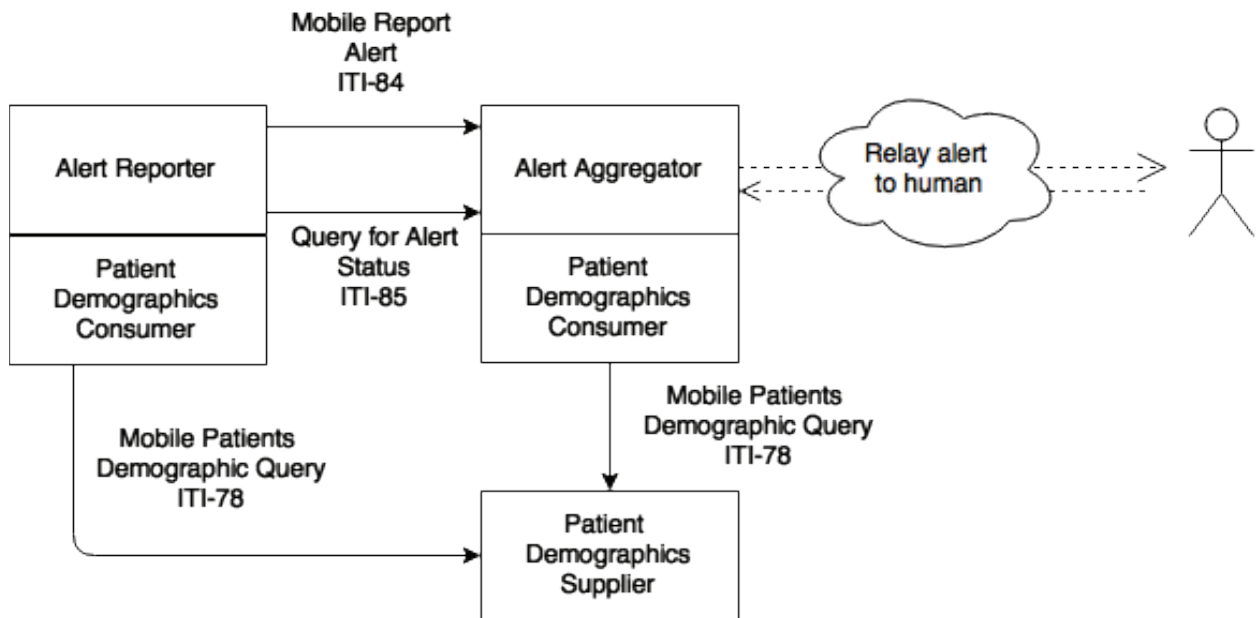 Mobile Report
Alert
ITI-84
Alert Reporter
Alert Aggregator
Relay alert
to human
Query for Alert
Status
ITI-85
Patient
Demographics
Consumer
Patient
Demographics
Consumer
Mobile Patients
Demographic Query
ITI-78
Mobile Patients
Demographic Query
ITI-78
Patient
Demographics
Supplier